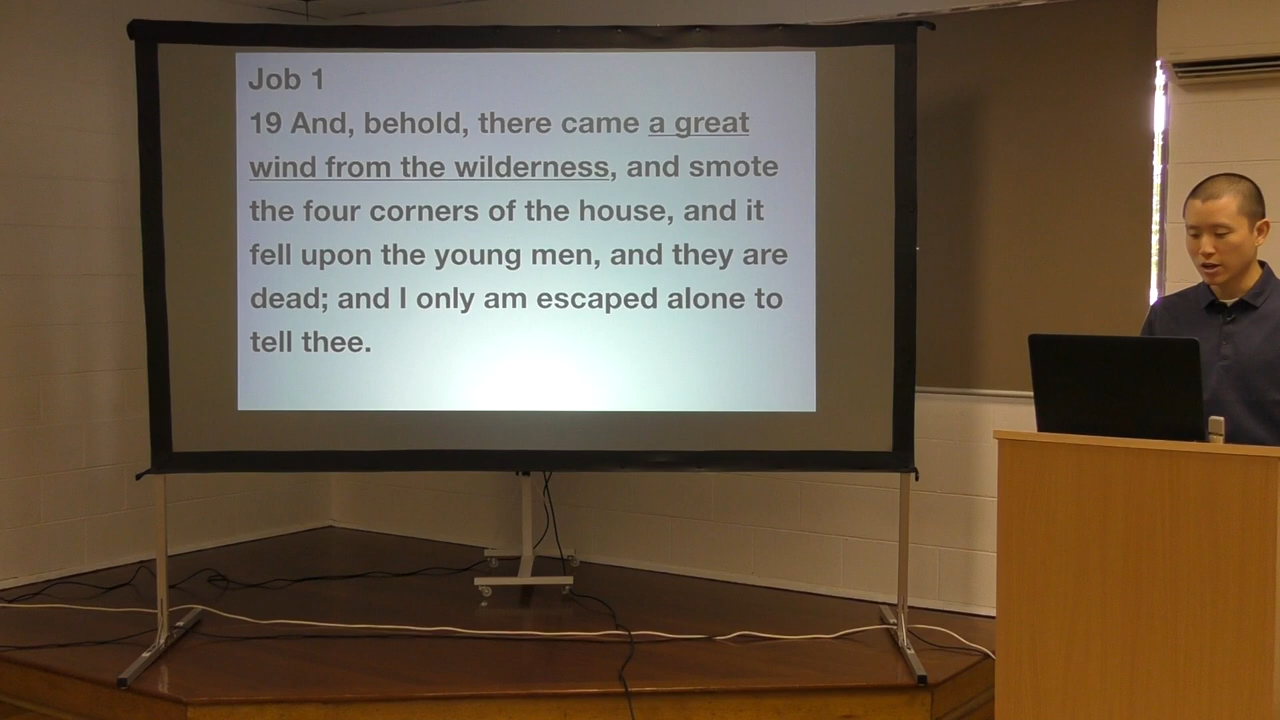 Job 1
19 And, behold, there came a great
wind from the wilderness, and smote
the four corners of the house, and it
fell upon the young men, and they are
dead; and I only am escaped alone to
tell thee.